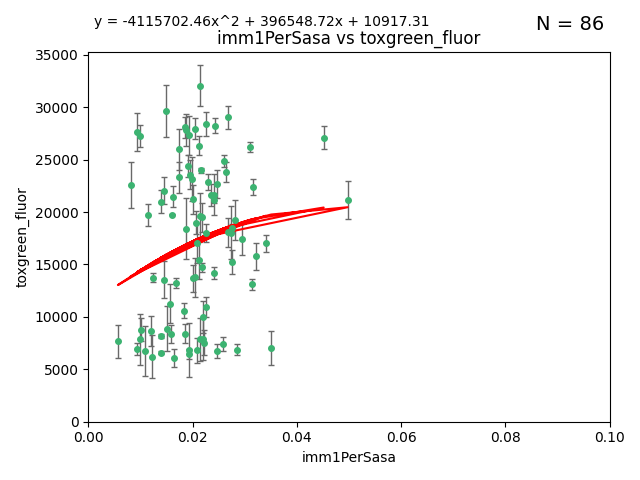 y = -4115702.46x^2 + 396548.72x + 10917.31
N = 86
imm1PerSasa vs toxgreen_fluor
35000
30000
25000
20000
15000
10000
5000
0
toxgreen_fluor
0.00 0.02 0.04 0.06 0.08 0.10
imm1PerSasa